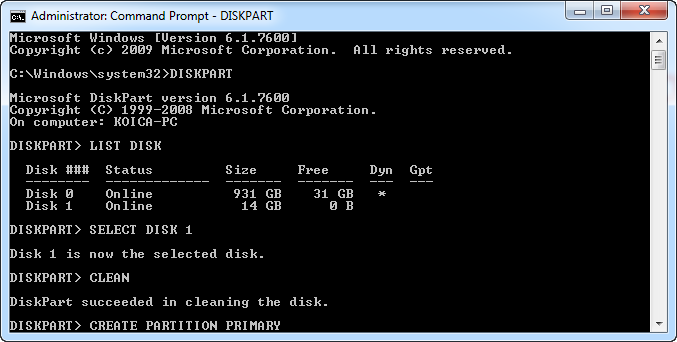 Administrator: Command Prompt - DISKPART
Microsoft Windows [Version 6.1.7600]
Copyright (c) 2009 Microsoft Corporation.  All rights reserved.
C:\Windows\system32>DISKPART
Microsoft DiskPart version 6.1.7600
Copyright (C) 1999-2008 Microsoft Corporation.
On computer: KOICA-PC
DISKPART> LIST DISK
  Disk ###  Status         Size     Free     Dyn  Gpt
  --------  -------------  -------  -------  ---  ---
  Disk 0    Online          931 GB    31 GB   *
  Disk 1    Online           14 GB      0 B
DISKPART> SELECT DISK 1
Disk 1 is now the selected disk.
DISKPART> CLEAN
DiskPart succeeded in cleaning the disk.
DISKPART> CREATE PARTITION PRIMARY